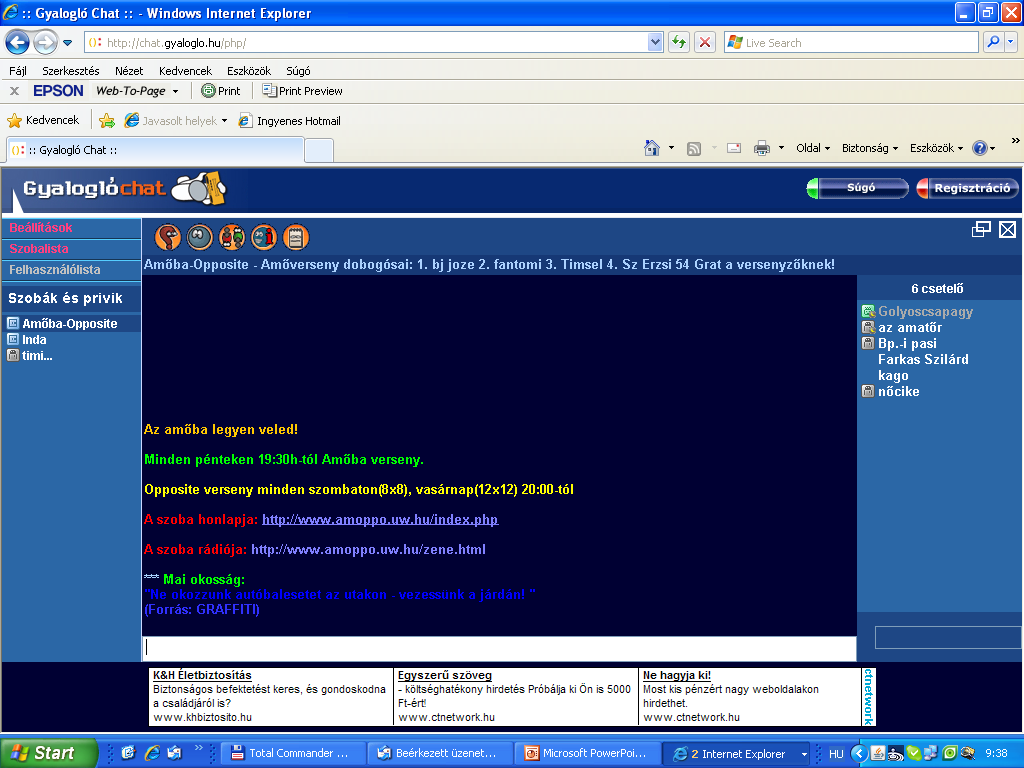 :: Gyalogló Chat :: - Windows Internet Explorer
http://chat.gyaloglo.hu/php/
Live Search
Fájl Szerkesztés Nézet Kedvencek Eszközök Súgó
x EPSON Web-To-Page Print Print Preview
Kedvencek Javasolt helyek Ingyenes Hotmail
:: Gyalogló Chat ::
Oldal Biztonság Eszközök »
Gyaloglóchat
Súgó Regisztráció
Beállítások
Szobalista
Felhasználólista
Szobák és privik
Amőba-Opposite
Inda
timi...
Amőba-Opposite - Amőverseny dobogósai: 1. bj joze 2. fantomi 3. Timsel 4. Sz Erzsi 54 Grat a versenyzőknek!
Az amőba legyen veled!
Minden pénteken 19:30h-tól Amőba verseny.
Opposite verseny minden szombaton(8x8), vasárnap(12x12) 20:00-tól
A szoba honlapja: http://www.amoppo.uw.hu/index.php
A szoba rádiója: http://www.amoppo.uw.hu/zene.html
*** Mai okosság:
"Ne okozzunk autóbalesetet az utakon - vezessünk a járdán! "
(Forrás: GRAFFITI)
6 csetelő
Golyoscsapagy
az amatőr
Bp.-i pasi
Farkas Szilárd
kago
nőcike
K&H Életbiztosítás
Biztonságos befektetést keres, és gondoskodna
a családjáról is?
www.khbiztosito.hu
Egyszerű szöveg
- költséghatékony hirdetés Próbálja ki Ön is 5000
Ft-ért!
www.ctnetwork.hu
Ne hagyja ki!
Most kis pénzért nagy weboldalakon
hirdethet.
www.ctnetwork.hu
ctnetwork
Start » Total Commander ... Beérkezett üzenet... Microsoft PowerPoi... 2 Internet Explorer HU 9:38